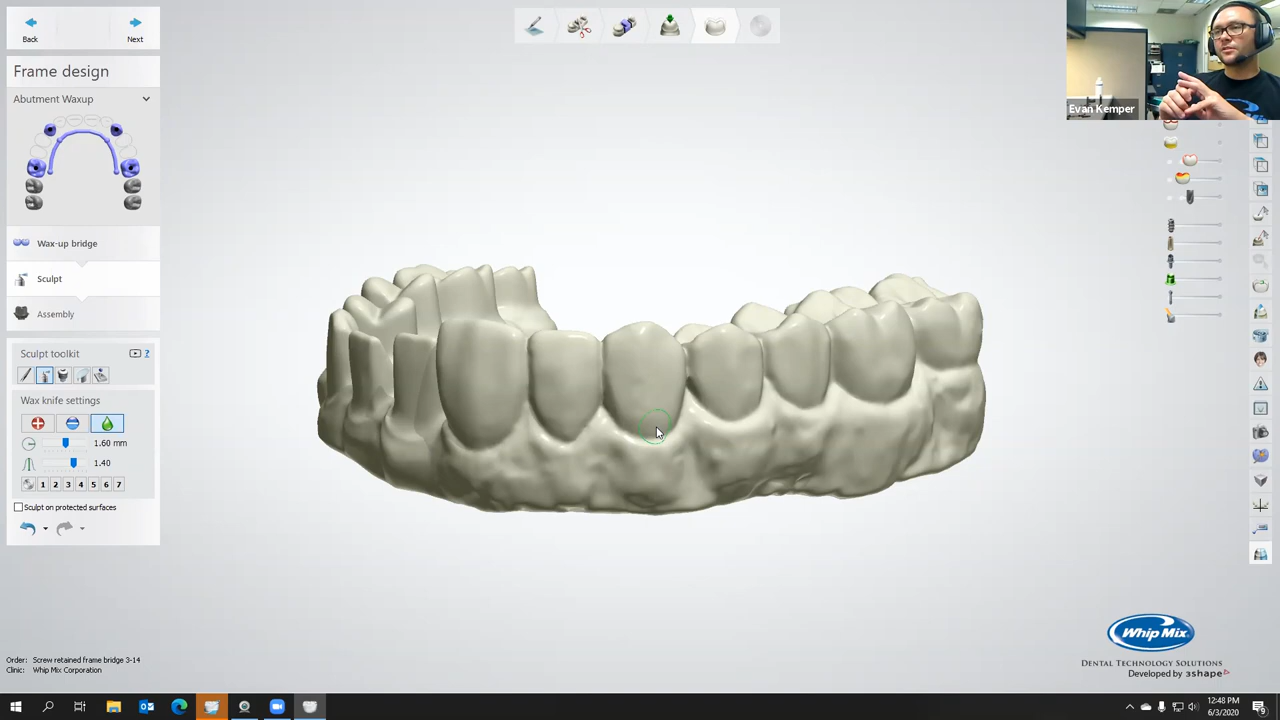 Back
Next
Frame design
Abutment Waxup
Wax-up bridge
Sculpt
Assembly
Sculpt toolkit
?
Wax knife settings
1.60 mm
1.40
1 2 3 4 5 6 7
Sculpt on protected surfaces
Order: Screw retained frame bridge 3-14
Clinic: Whip Mix Corporation
Evan Kemper
Whip Mix
DENTAL TECHNOLOGY SOLUTIONS
Developed by 3shape
12:48 PM
6/3/2020